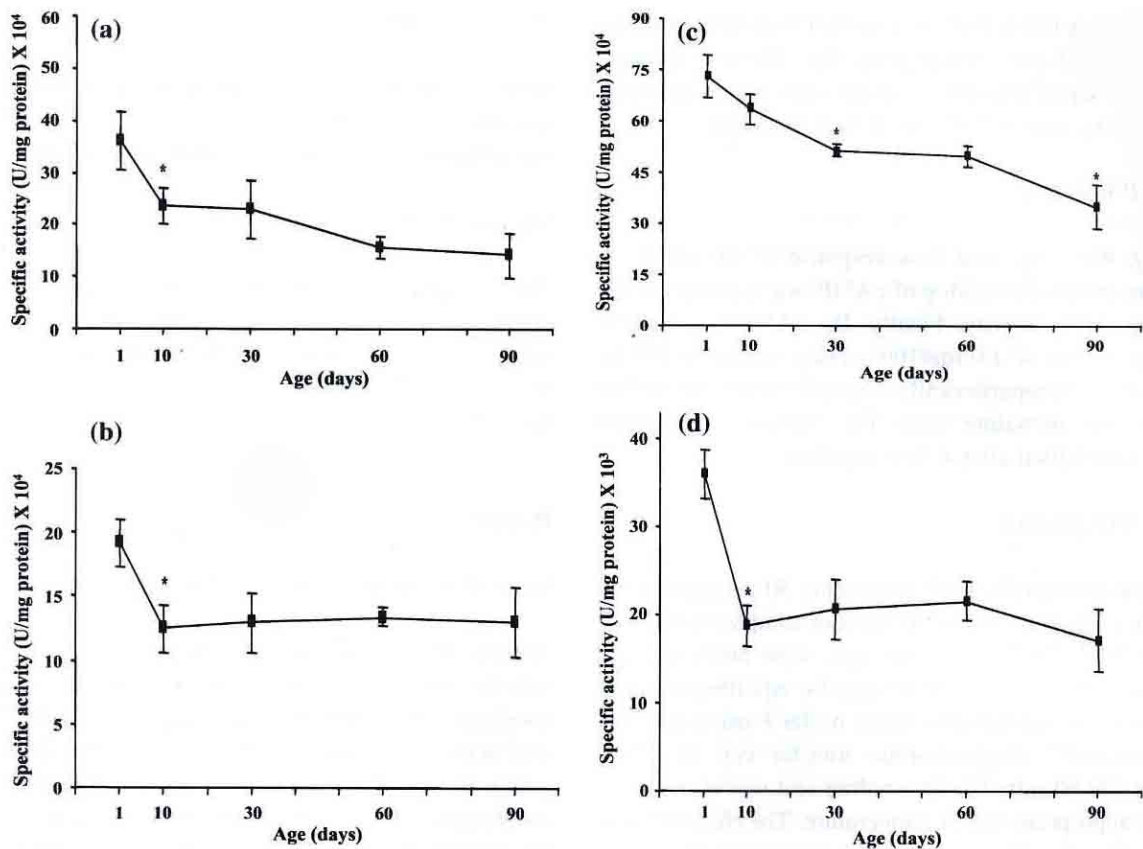 (a)
Specific activity (U/mg protein) X 10⁴
60
50
40
30
20
10
0
*
1 10 30 60 90
Age (days)
(c)
Specific activity (U/mg protein) X 10⁴
90
75
60
45
30
15
0
*
*
1 10 30 60 90
Age (days)
(b)
Specific activity (U/mg protein) X 10⁴
25
20
15
10
5
0
*
1 10 30 60 90
Age (days)
(d)
Specific activity (U/mg protein) X 10³
40
30
20
10
0
*
1 10 30 60 90
Age (days)